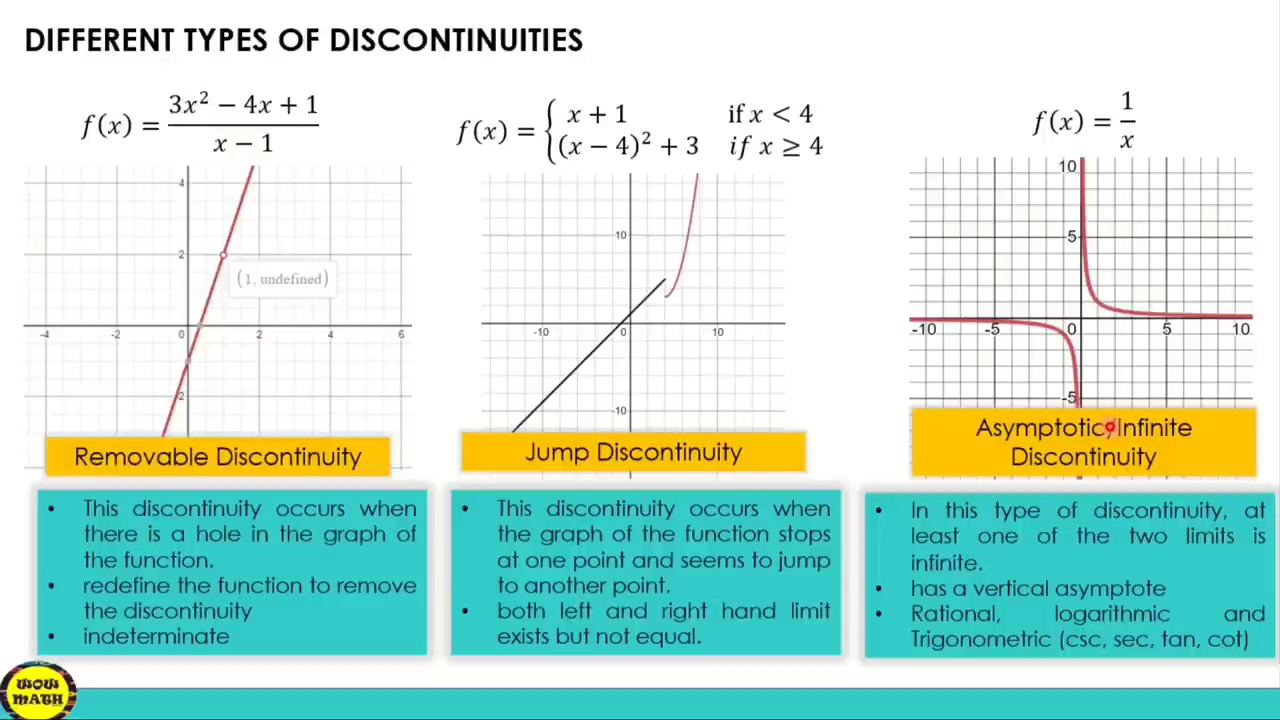 DIFFERENT TYPES OF DISCONTINUITIES
f(x) = (3x² − 4x + 1)/(x − 1)
4
2
(1, undefined)
-4 -2 0 2 4 6
2
Removable Discontinuity
• This discontinuity occurs when
there is a hole in the graph of
the function.
• redefine the function to remove
the discontinuity
• indeterminate
f(x) = { x + 1 if x < 4
(x − 4)² + 3 if x ≥ 4
10
-10 0 10
-10
Jump Discontinuity
• This discontinuity occurs when
the graph of the function stops
at one point and seems to jump
to another point.
• both left and right hand limit
exists but not equal.
f(x) = 1/x
10
5
-10 -5 0 5 10
-5
Infinite
Discontinuity
• In this type of discontinuity, at
least one of the two limits is
infinite.
• has a vertical asymptote
• Rational, logarithmic and
Trigonometric (csc, sec, tan, cot)
WOW
MATH